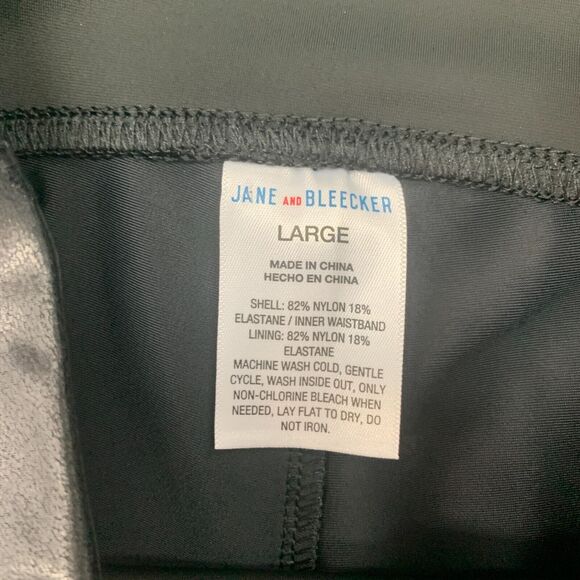 JANE AND BLEECKER
LARGE
MADE IN CHINA
HECHO EN CHINA
SHELL: 82% NYLON 18%
ELASTANE / INNER WAISTBAND
LINING: 82% NYLON 18%
ELASTANE
MACHINE WASH COLD, GENTLE
CYCLE, WASH INSIDE OUT, ONLY
NON-CHLORINE BLEACH WHEN
NEEDED, LAY FLAT TO DRY, DO
NOT IRON.